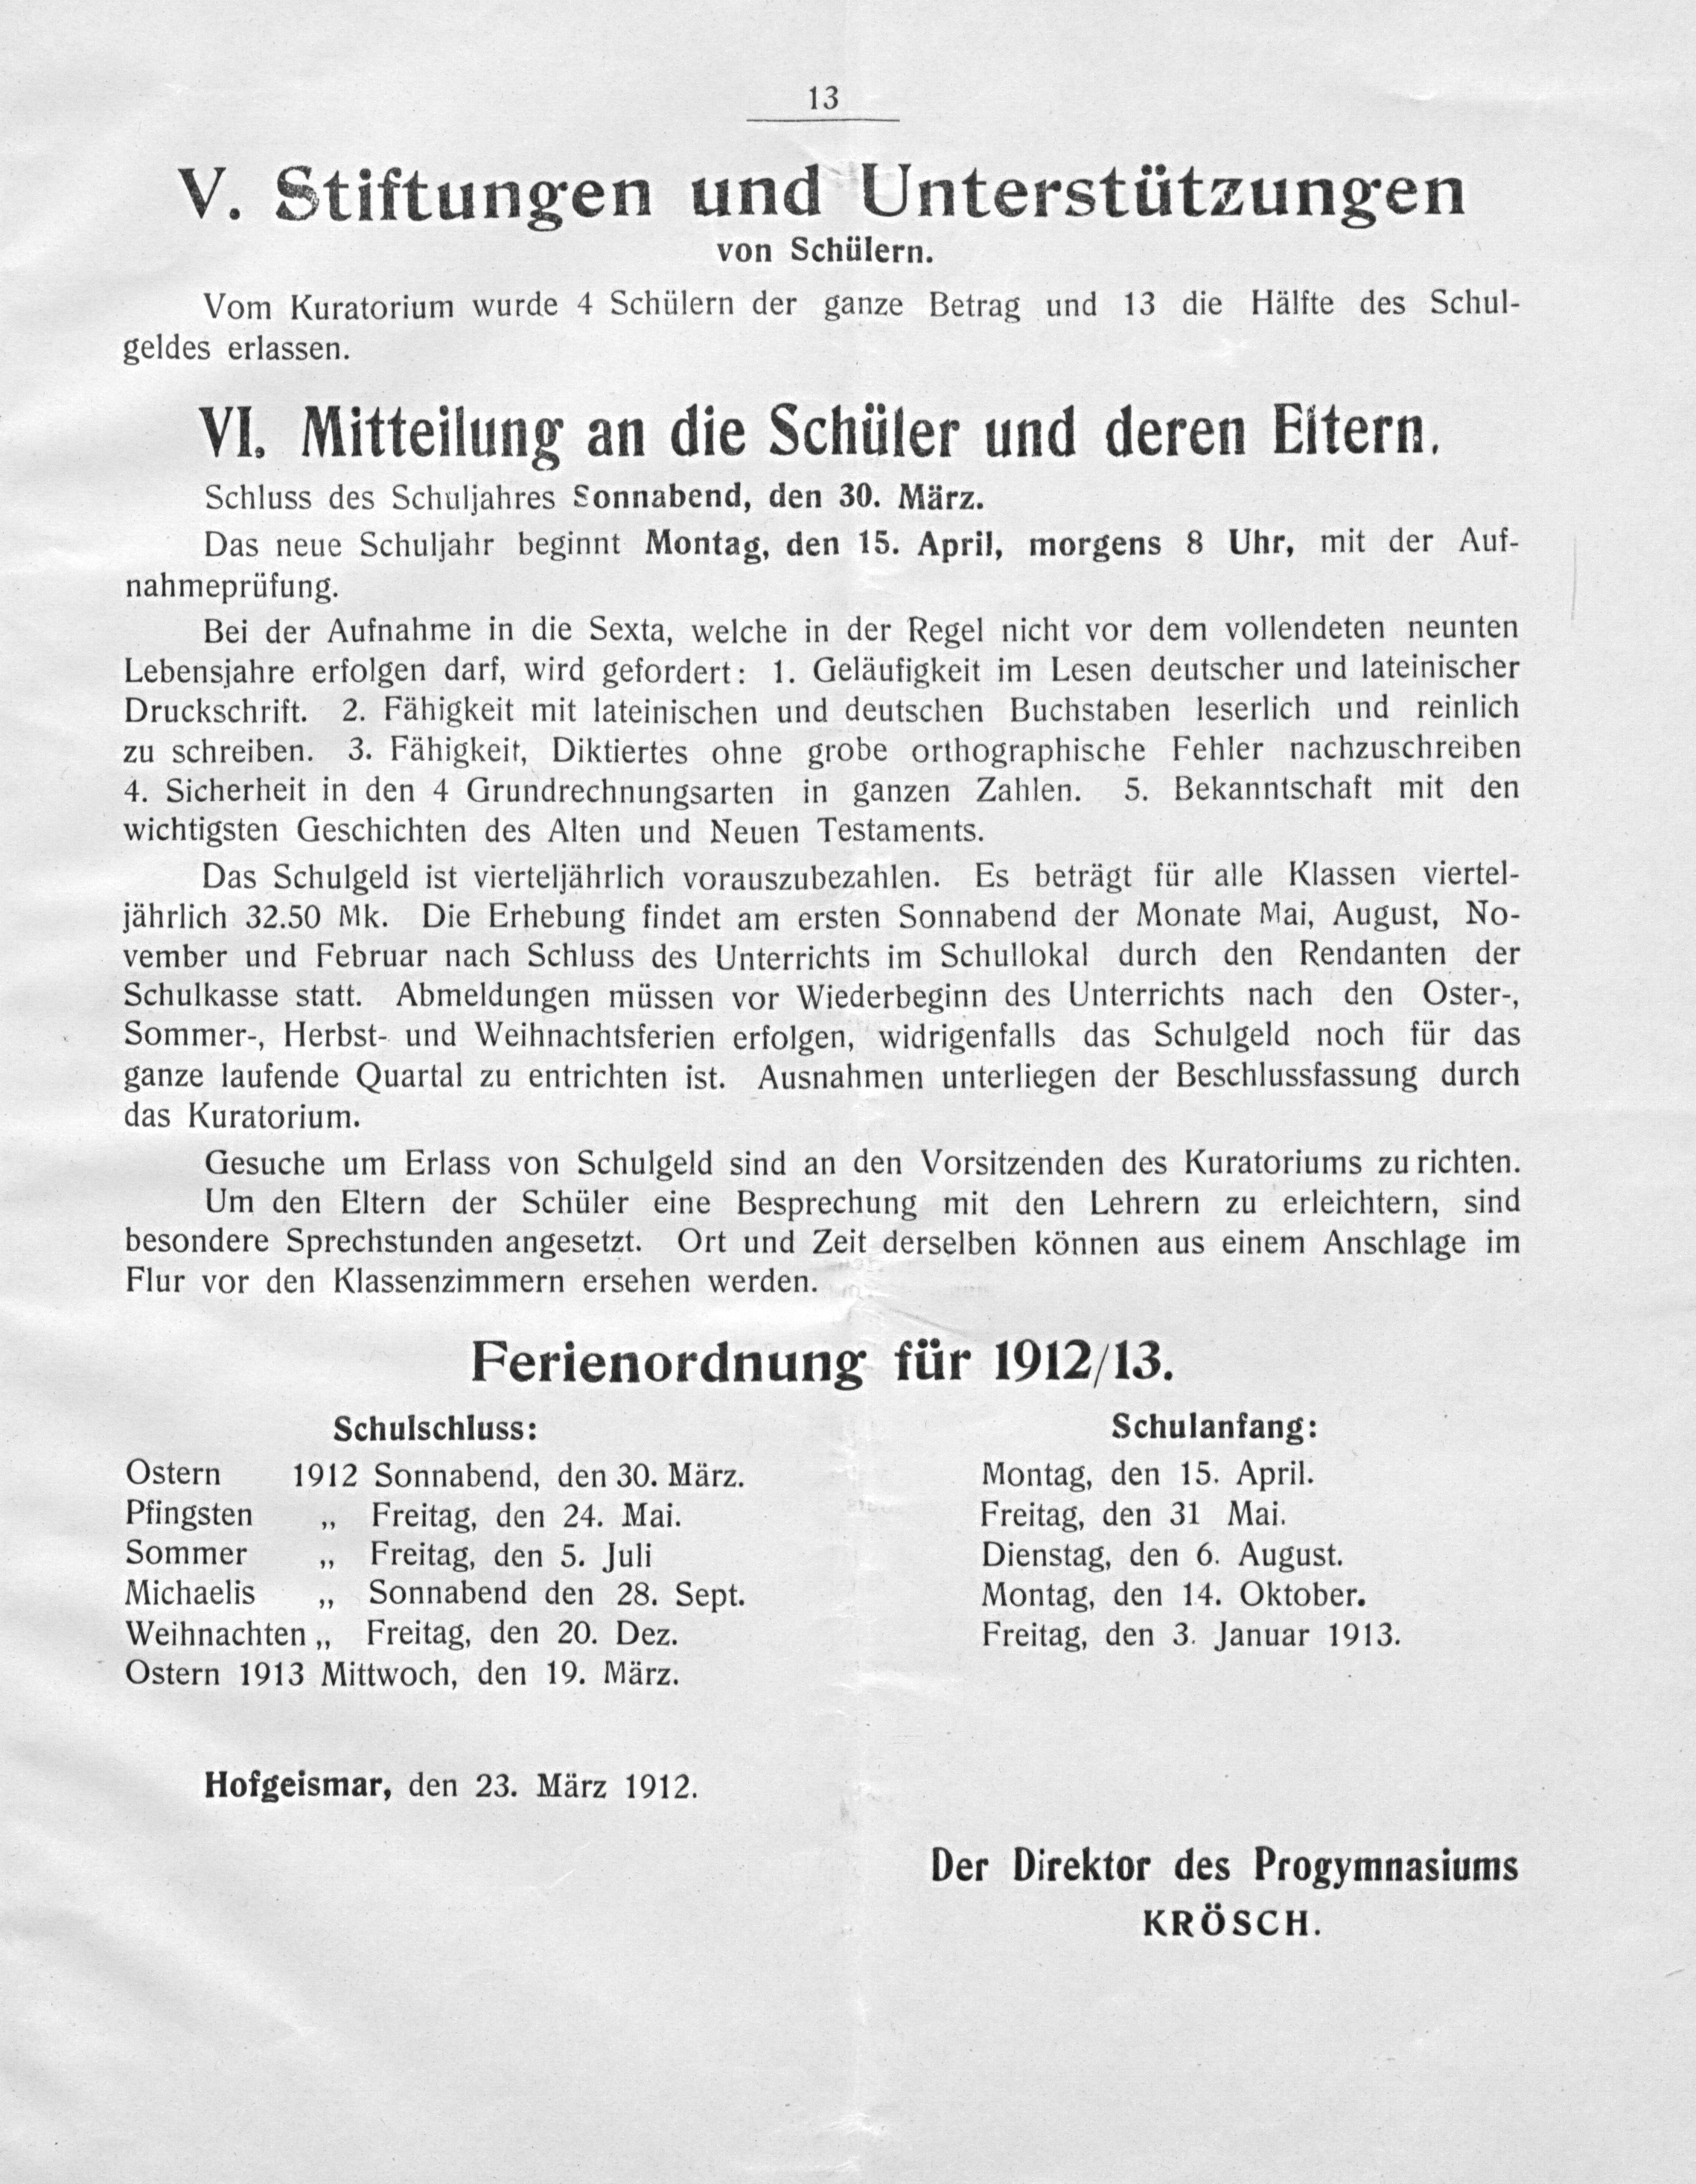 13
V. Stiftungen und Unterstützungen
von Schülern.
Vom Kuratorium wurde 4 Schülern der ganze Betrag und 13 die Hälfte des Schul-
geldes erlassen.
VI. Mitteilung an die Schüler und deren Eltern.
Schluss des Schuljahres Sonnabend, den 30. März.
Das neue Schuljahr beginnt Montag, den 15. April, morgens 8 Uhr, mit der Auf-
nahmeprüfung.
Bei der Aufnahme in die Sexta, welche in der Regel nicht vor dem vollendeten neunten
Lebensjahre erfolgen darf, wird gefordert: 1. Geläufigkeit im Lesen deutscher und lateinischer
Druckschrift. 2. Fähigkeit mit lateinischen und deutschen Buchstaben leserlich und reinlich
zu schreiben. 3. Fähigkeit, Diktiertes ohne grobe orthographische Fehler nachzuschreiben
4. Sicherheit in den 4 Grundrechnungsarten in ganzen Zahlen. 5. Bekanntschaft mit den
wichtigsten Geschichten des Alten und Neuen Testaments.
Das Schulgeld ist vierteljährlich vorauszubezahlen. Es beträgt für alle Klassen viertel-
jährlich 32.50 Mk. Die Erhebung findet am ersten Sonnabend der Monate Mai, August, No-
vember und Februar nach Schluss des Unterrichts im Schullokal durch den Rendanten der
Schulkasse statt. Abmeldungen müssen vor Wiederbeginn des Unterrichts nach den Oster-,
Sommer-, Herbst- und Weihnachtsferien erfolgen, widrigenfalls das Schulgeld noch für das
ganze laufende Quartal zu entrichten ist. Ausnahmen unterliegen der Beschlussfassung durch
das Kuratorium.
Gesuche um Erlass von Schulgeld sind an den Vorsitzenden des Kuratoriums zu richten.
Um den Eltern der Schüler eine Besprechung mit den Lehrern zu erleichtern, sind
besondere Sprechstunden angesetzt. Ort und Zeit derselben können aus einem Anschlage im
Flur vor den Klassenzimmern ersehen werden.
Ferienordnung für 1912/13.
Schulschluss: Schulanfang:
Ostern 1912 Sonnabend, den 30. März. Montag, den 15. April.
Pfingsten „ Freitag, den 24. Mai. Freitag, den 31 Mai.
Sommer „ Freitag, den 5. Juli Dienstag, den 6. August.
Michaelis „ Sonnabend den 28. Sept. Montag, den 14. Oktober.
Weihnachten „ Freitag, den 20. Dez. Freitag, den 3. Januar 1913.
Ostern 1913 Mittwoch, den 19. März.
Hofgeismar, den 23. März 1912.
Der Direktor des Progymnasiums
KRÖSCH.